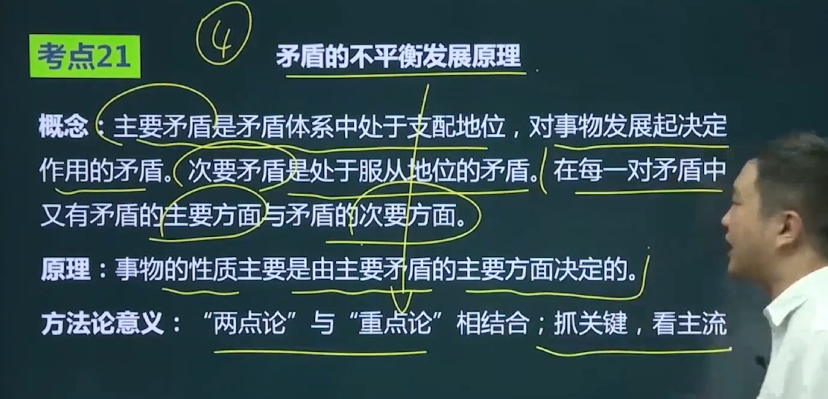 ④
考点21
矛盾的不平衡发展原理
概念：主要矛盾是矛盾体系中处于支配地位，对事物发展起决定
作用的矛盾。次要矛盾是处于服从地位的矛盾。在每一对矛盾中
又有矛盾的主要方面与矛盾的次要方面。
原理：事物的性质主要是由主要矛盾的主要方面决定的。
方法论意义：“两点论”与“重点论”相结合；抓关键，看主流